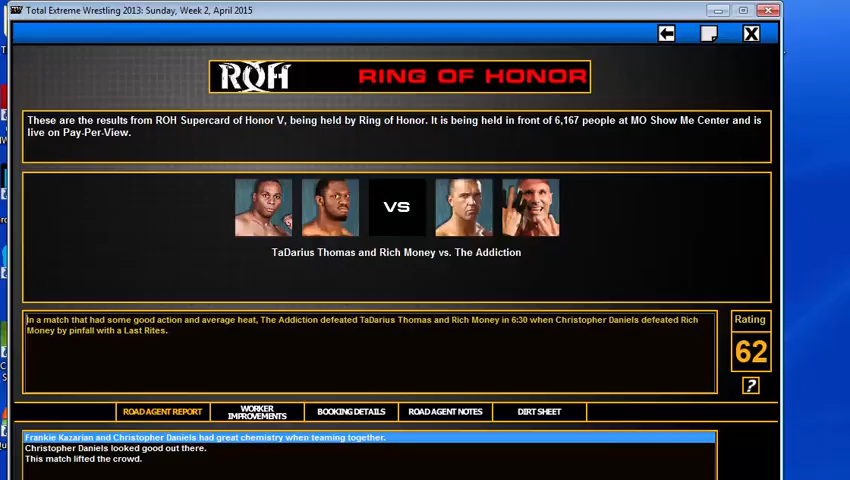 Total Extreme Wrestling 2013: Sunday, Week 2, April 2015
ROH RING OF HONOR
These are the results from ROH Supercard of Honor V, being held by Ring of Honor. It is being held in front of 6,167 people at MO Show Me Center and is
live on Pay-Per-View.
VS
TaDarius Thomas and Rich Money vs. The Addiction
In a match that had some good action and average heat, The Addiction defeated TaDarius Thomas and Rich Money in 6:30 when Christopher Daniels defeated Rich
Money by pinfall with a Last Rites.
Rating
62
?
ROAD AGENT REPORT
WORKER
IMPROVEMENTS
BOOKING DETAILS
ROAD AGENT NOTES
DIRT SHEET
Frankie Kazarian and Christopher Daniels had great chemistry when teaming together.
Christopher Daniels looked good out there.
This match lifted the crowd.